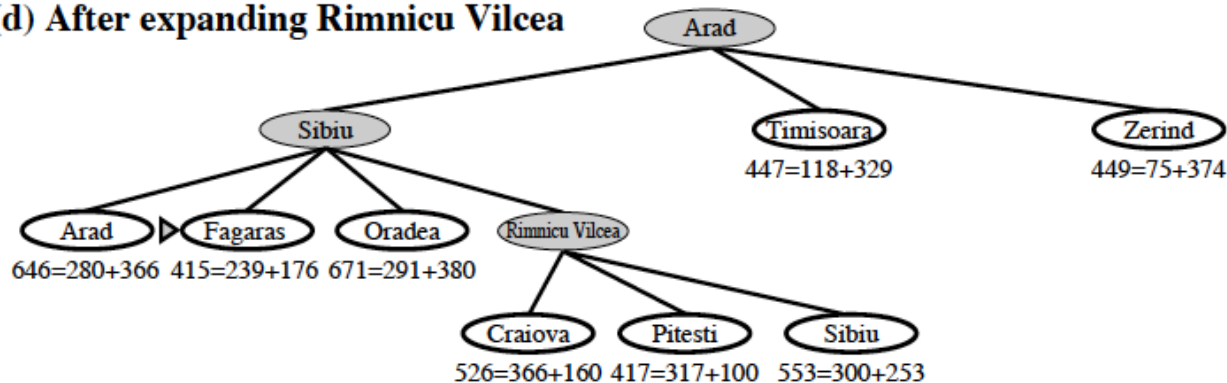 d) After expanding Rimnicu Vilcea
Arad
Sibiu
Timisoara
Zerind
447=118+329
449=75+374
Arad
Fagaras
Oradea
Rimnicu Vilcea
646=280+366
415=239+176
671=291+380
Craiova
Pitesti
Sibiu
526=366+160
417=317+100
553=300+253